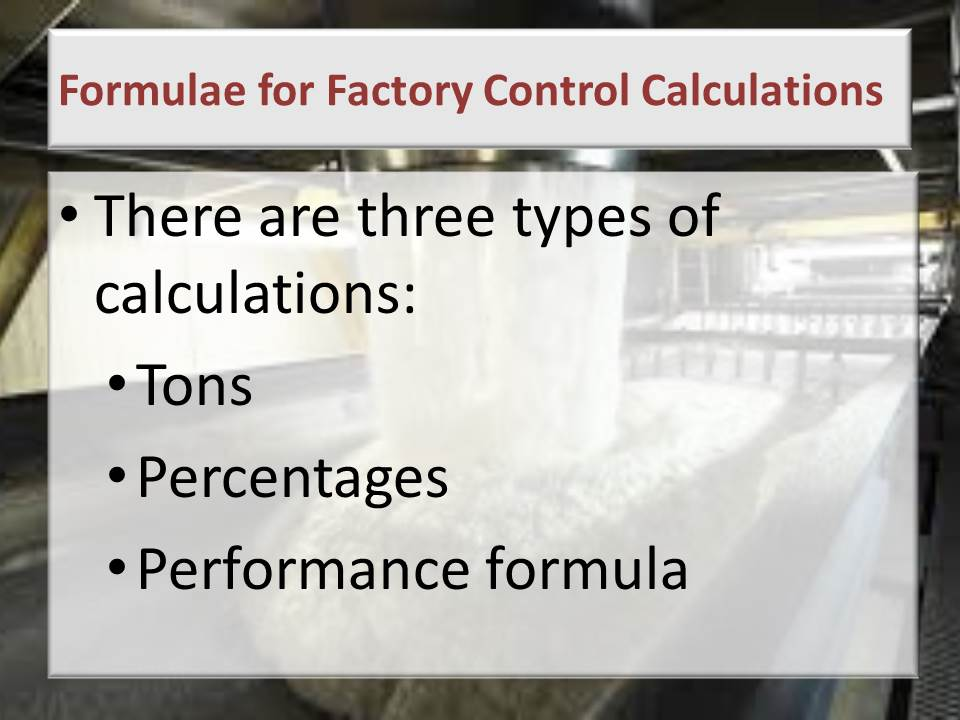 Formulae for Factory Control Calculations
• There are three types of
calculations:
• Tons
• Percentages
• Performance formula